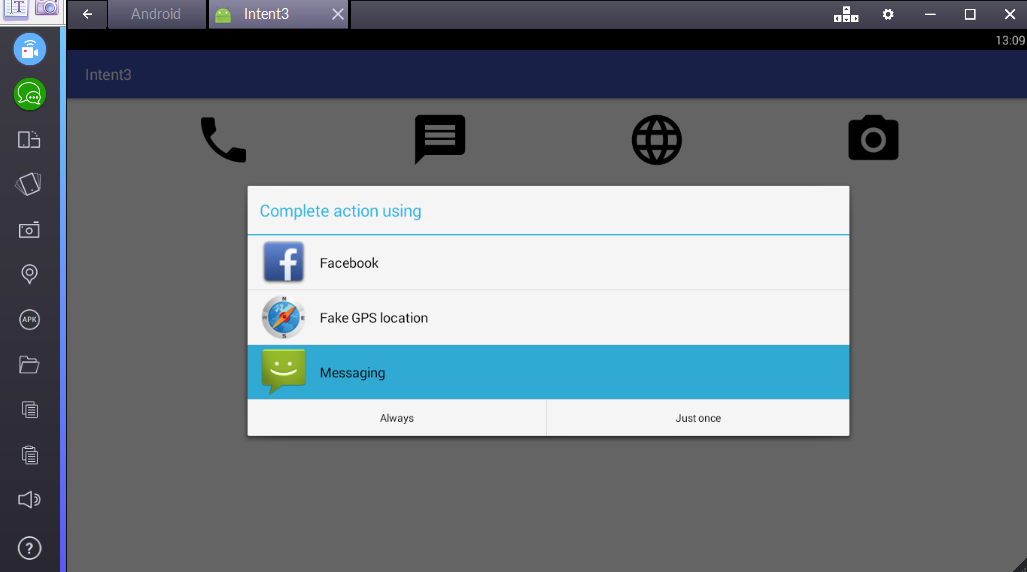 T
Android
Intent3
13:09
Intent3
Complete action using
f
Facebook
N
S
Fake GPS location
Messaging
Always
Just once
APK
?